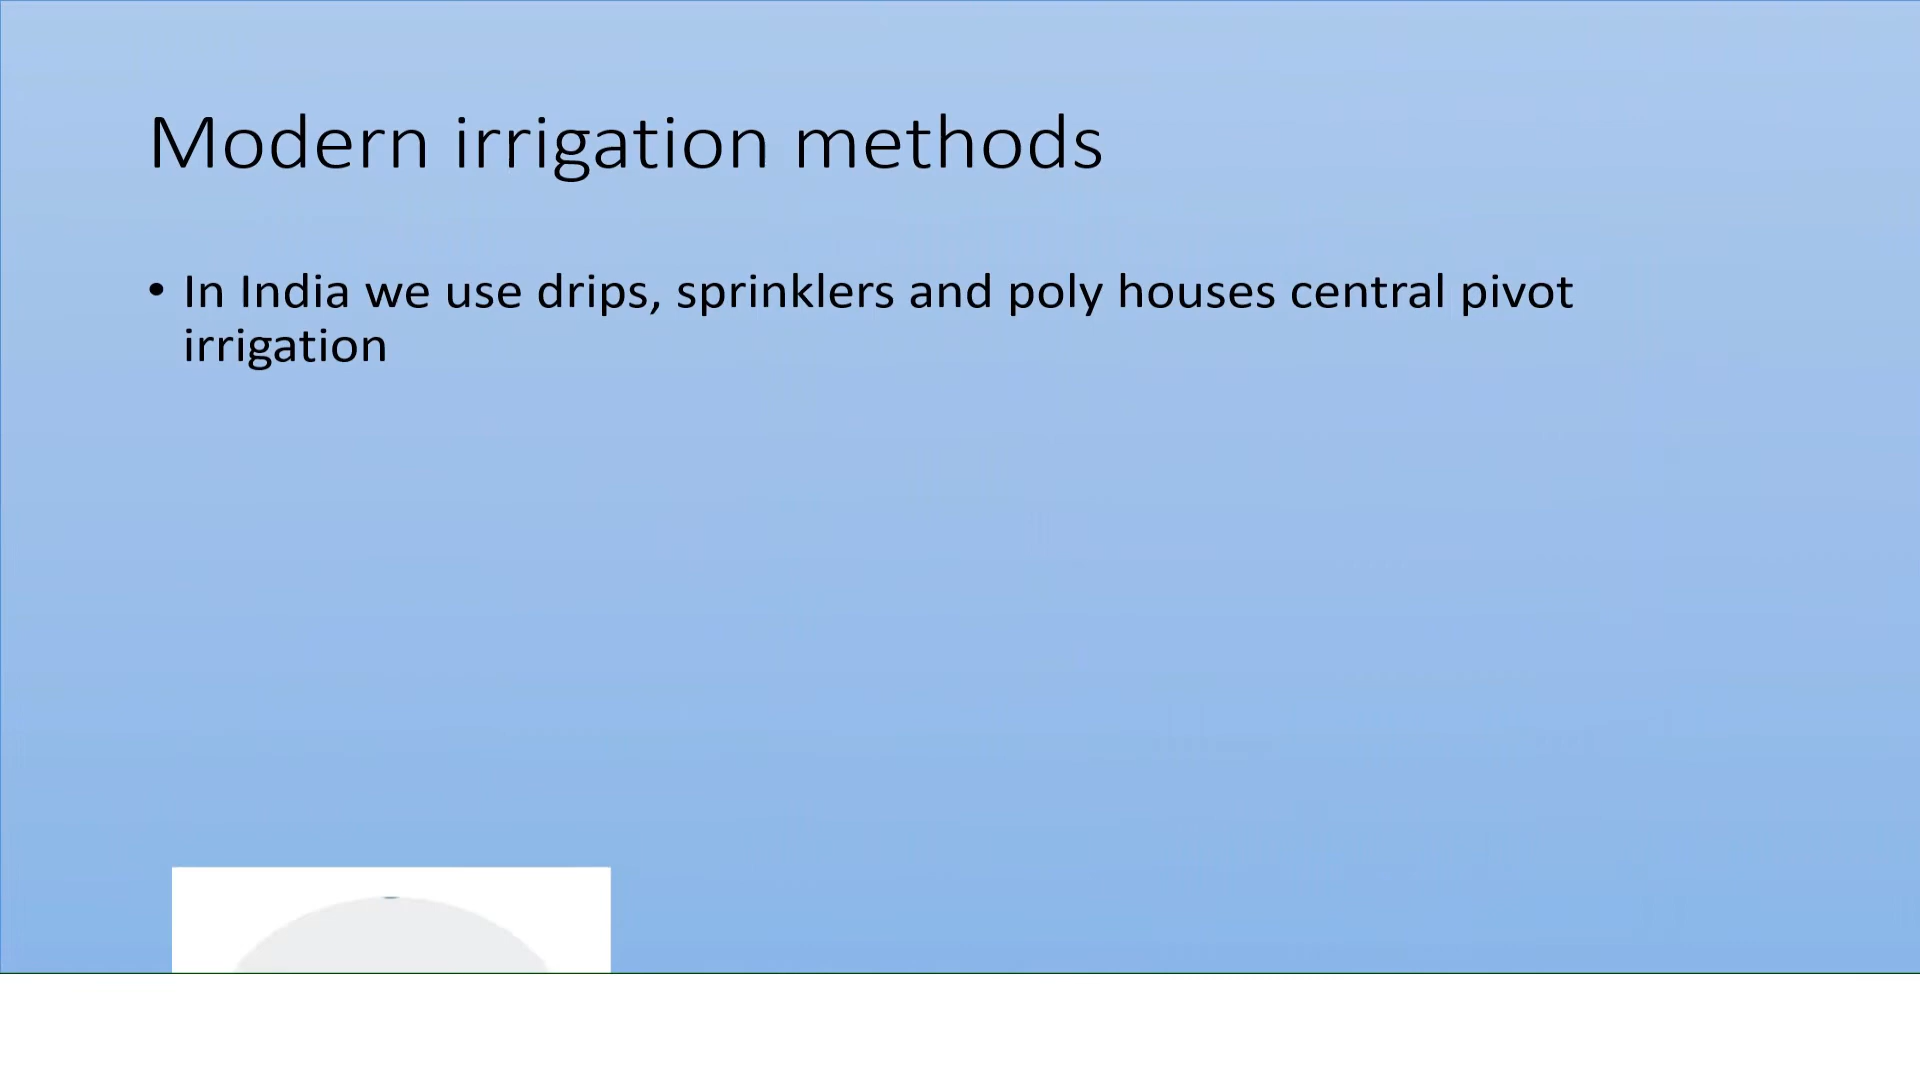 Modern irrigation methods
• In India we use drips, sprinklers and poly houses central pivot
irrigation